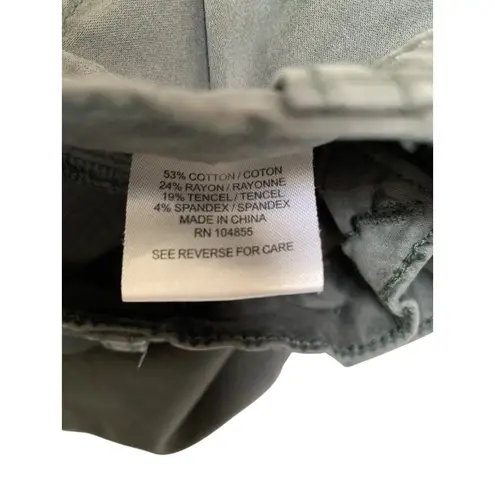 53% COTTON / COTON
24% RAYON / RAYONNE
19% TENCEL / TENCEL
4% SPANDEX / SPANDEX
MADE IN CHINA
RN 104855
SEE REVERSE FOR CARE